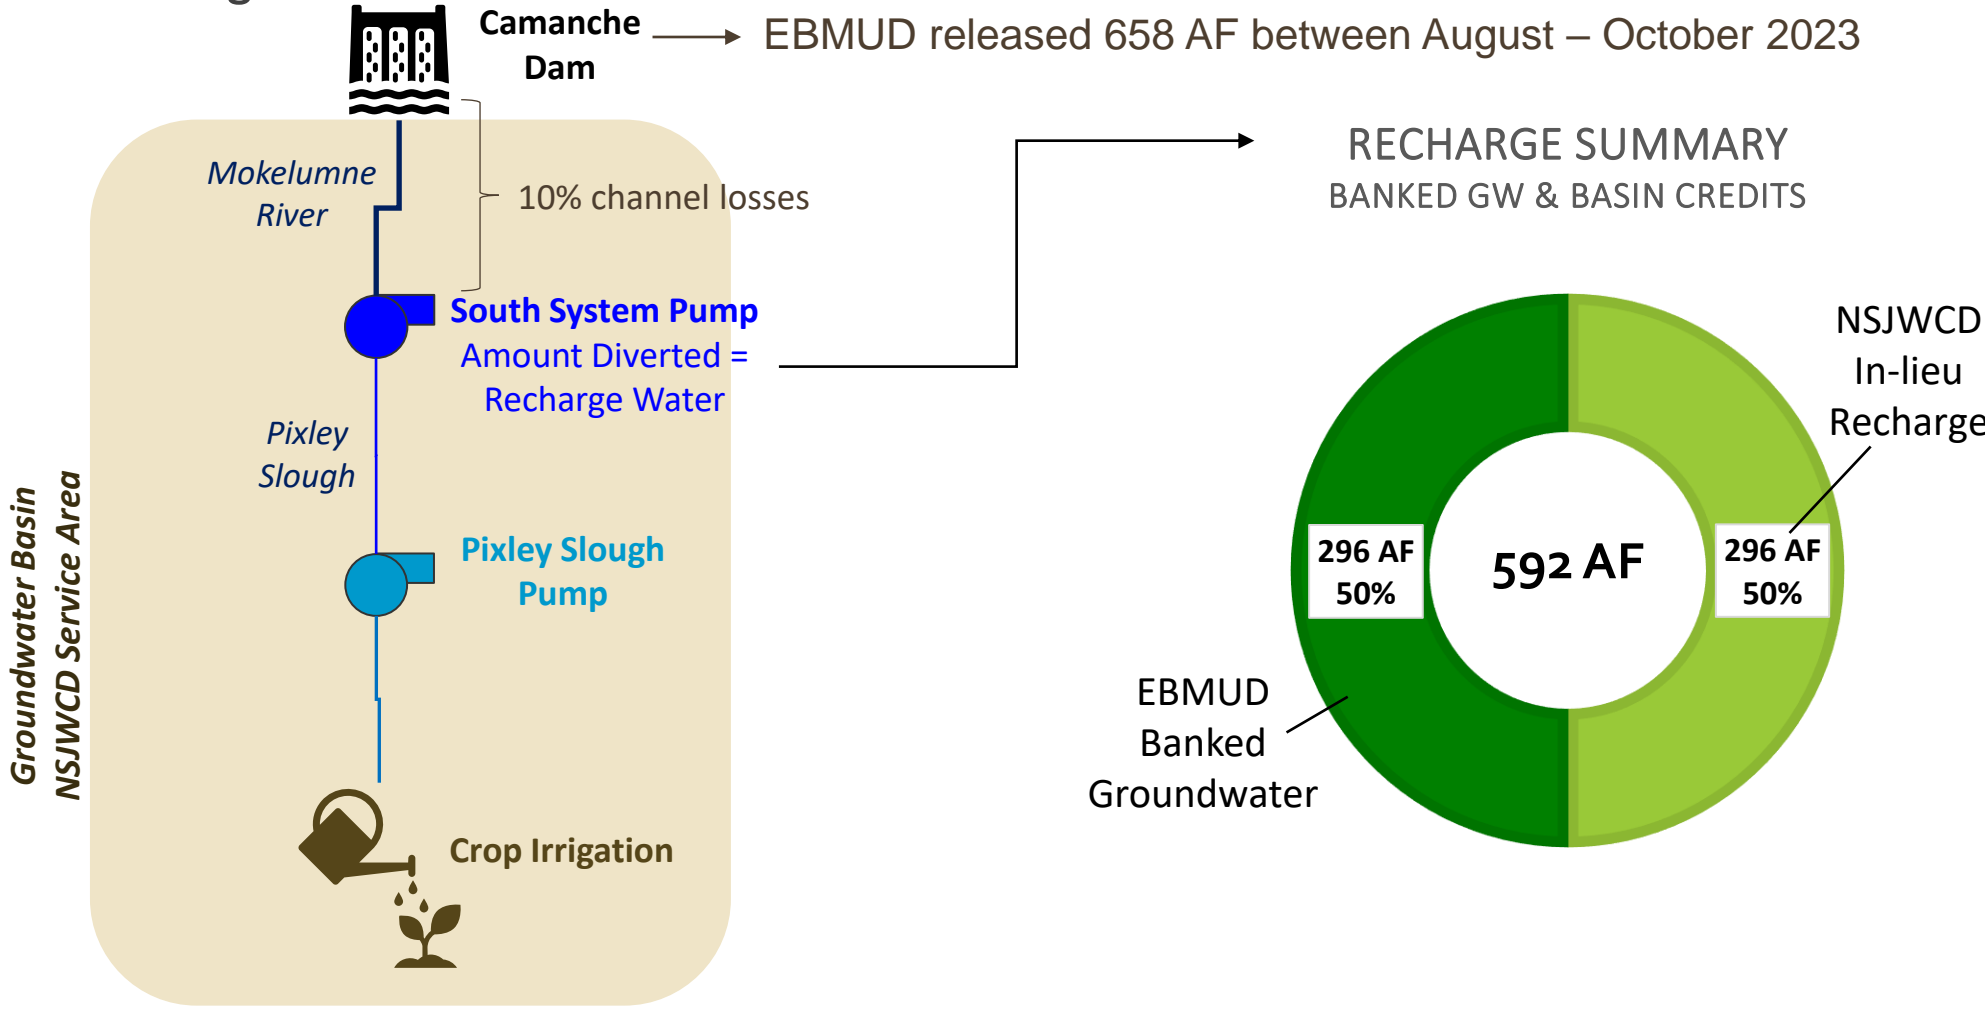 Camanche
Dam
EBMUD released 658 AF between August – October 2023
Mokelumne
River
10% channel losses
RECHARGE SUMMARY
BANKED GW & BASIN CREDITS
South System Pump
Amount Diverted =
Recharge Water
Pixley
Slough
Pixley Slough
Pump
Crop Irrigation
Groundwater Basin
NSJWCD Service Area
NSJWCD
In-lieu
Recharge
296 AF
50%
592 AF
296 AF
50%
EBMUD
Banked
Groundwater